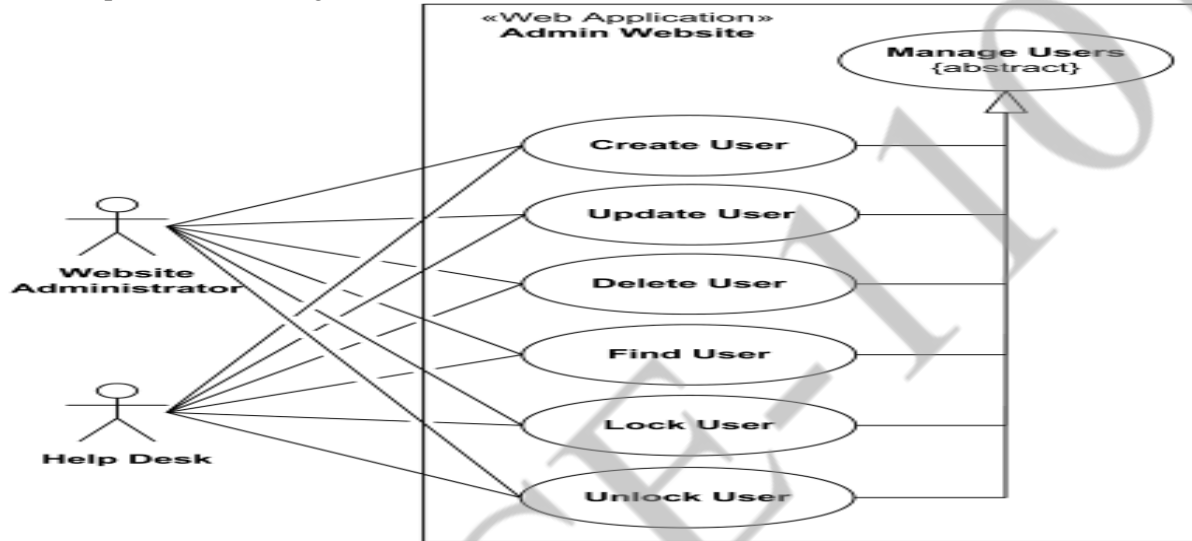 «Web Application»
Admin Website
Manage Users
{abstract}
Create User
Update User
Delete User
Find User
Lock User
Unlock User
Website
Administrator
Help Desk